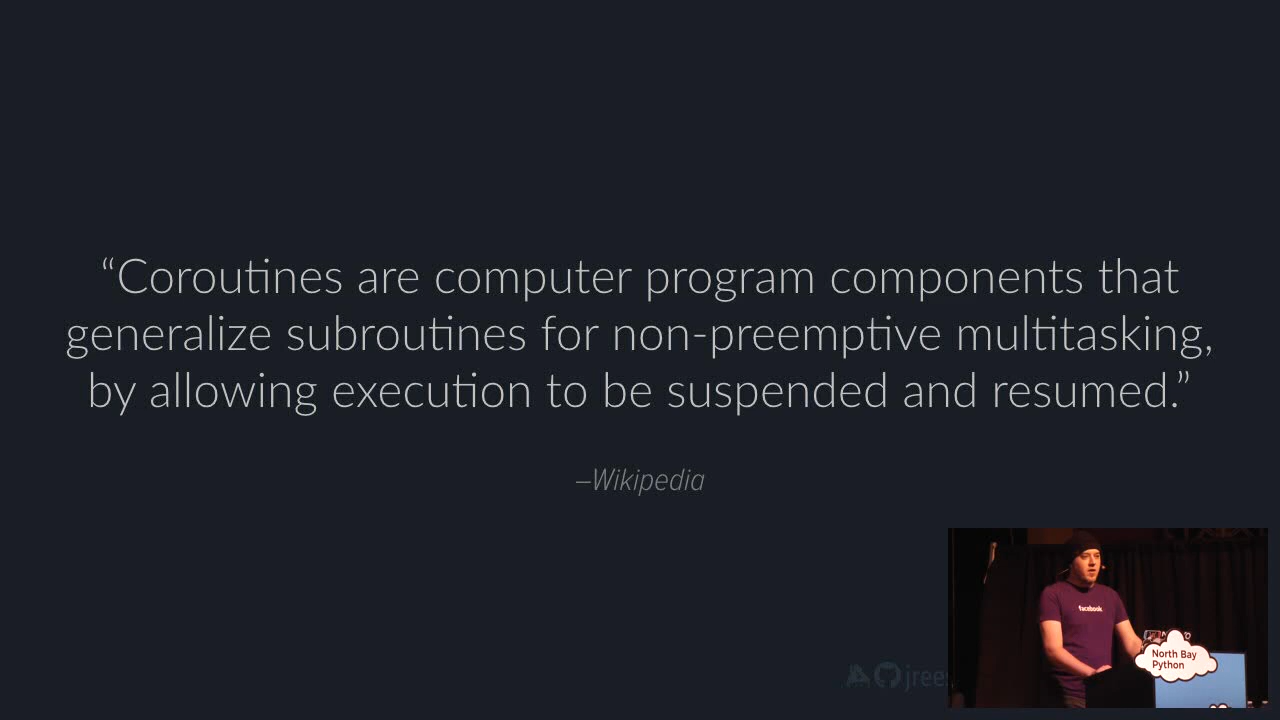 “Coroutines are computer program components that
generalize subroutines for non-preemptive multitasking,
by allowing execution to be suspended and resumed.”
–Wikipedia
facebook
North Bay
Python